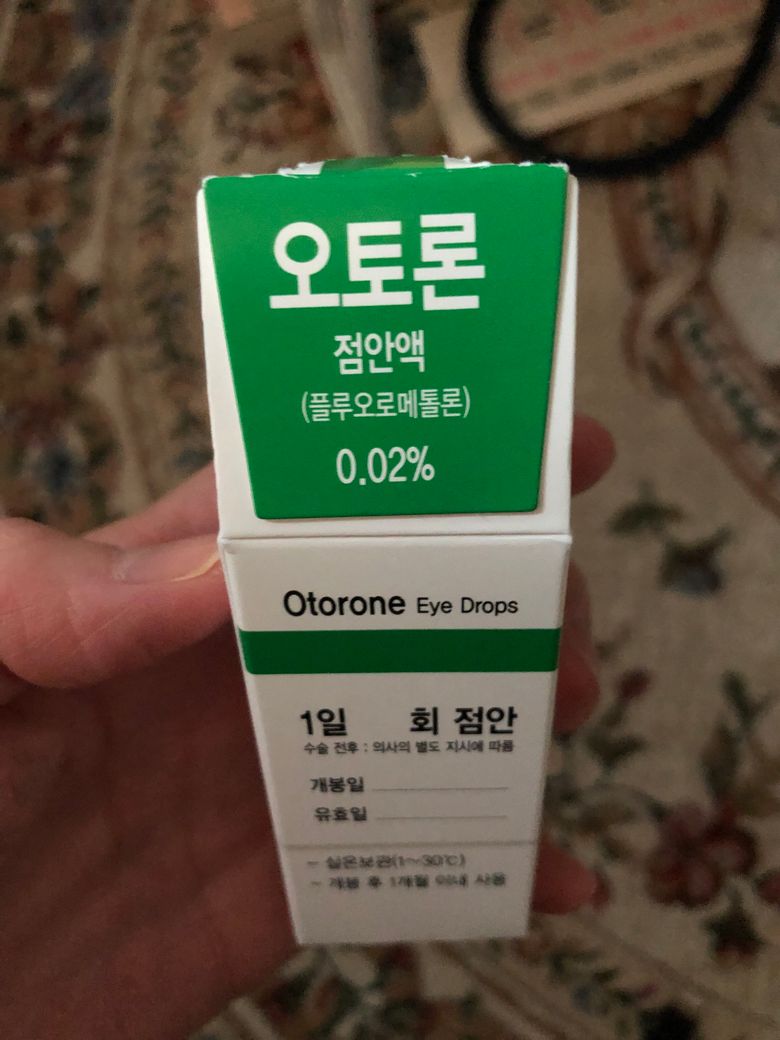 오토론
점안액
(플루오로메톨론)
0.02%
Otorone Eye Drops
1일 회 점안
수술 전후 : 의사의 별도 지시에 따름
개봉일
유효일
- 실온보관(1~30℃)
- 개봉 후 1개월 이내 사용